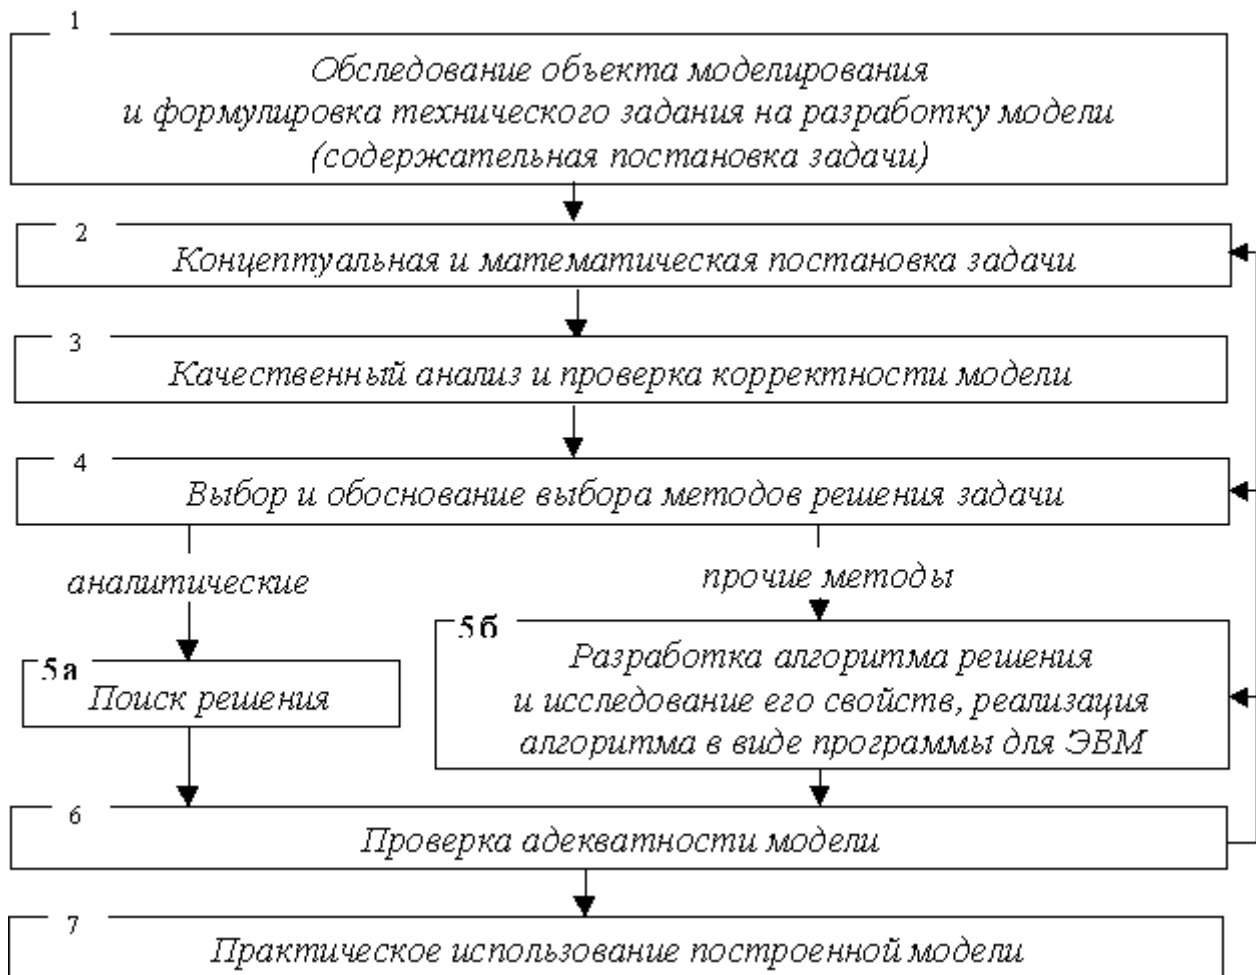 1
Обследование объекта моделирования
и формулировка технического задания на разработку модели
(содержательная постановка задачи)
2
Концептуальная и математическая постановка задачи
3
Качественный анализ и проверка корректности модели
4
Выбор и обоснование выбора методов решения задачи
аналитические
прочие методы
5а
Поиск решения
5б
Разработка алгоритма решения
и исследование его свойств, реализация
алгоритма в виде программы для ЭВМ
6
Проверка адекватности модели
7
Практическое использование построенной модели